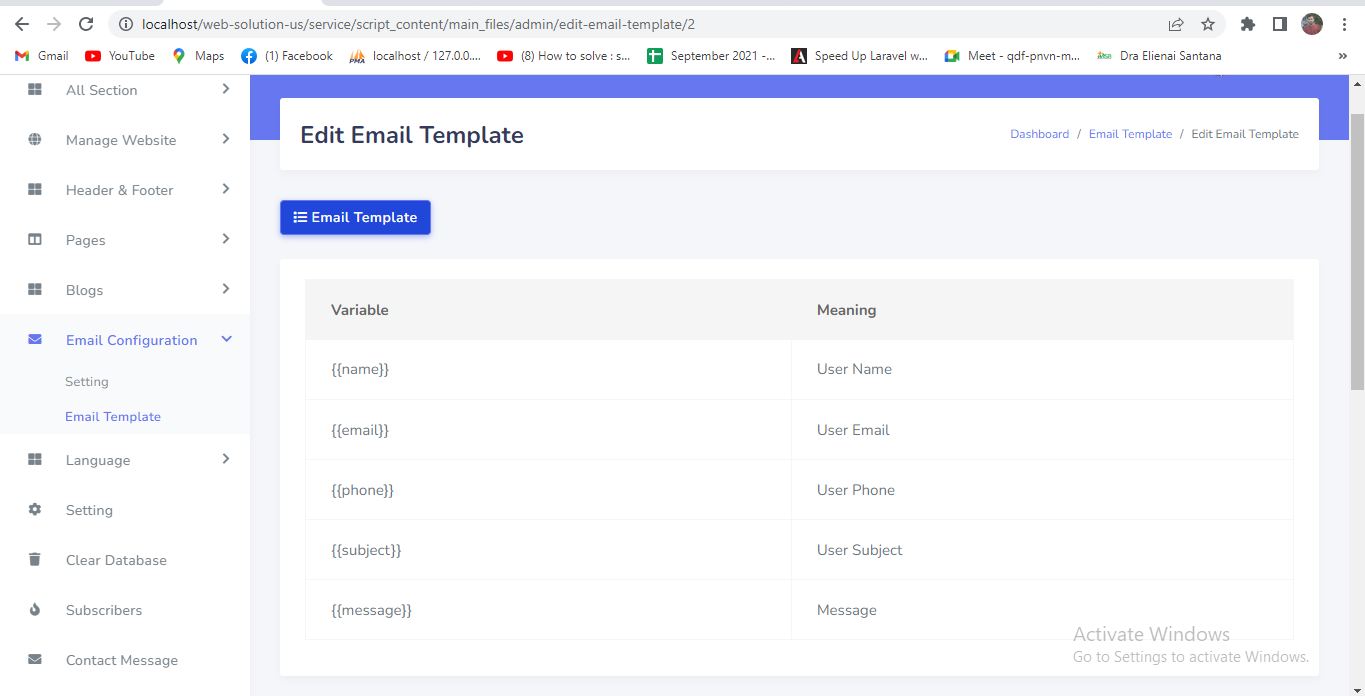 localhost/web-solution-us/service/script_content/main_files/admin/edit-email-template/2
Gmail YouTube Maps (1) Facebook localhost / 127.0.0.... (8) How to solve : s... September 2021 -... Speed Up Laravel w... Meet - qdf-pnvn-m... Dra Elienai Santana »
All Section
Manage Website
Header & Footer
Pages
Blogs
Email Configuration
Setting
Email Template
Language
Setting
Clear Database
Subscribers
Contact Message
Edit Email Template
Dashboard / Email Template / Edit Email Template
Email Template
Variable Meaning
{{name}} User Name
{{email}} User Email
{{phone}} User Phone
{{subject}} User Subject
{{message}} Message
Activate Windows
Go to Settings to activate Windows.